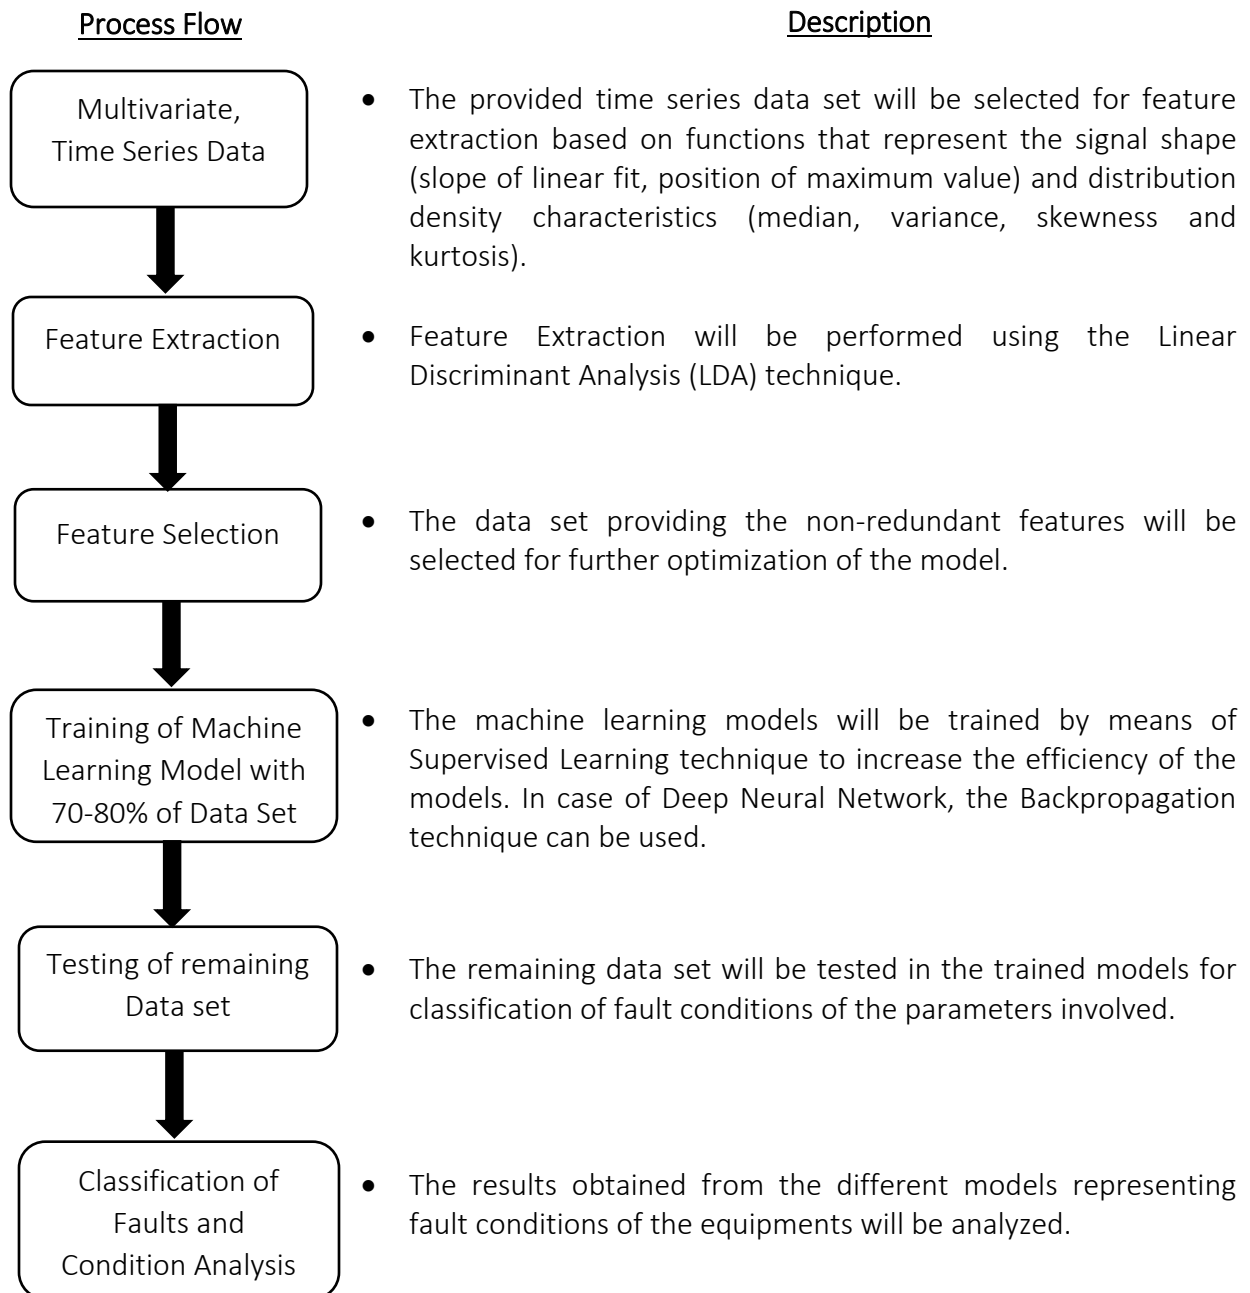 Process Flow
Description
Multivariate,
Time Series Data
• The provided time series data set will be selected for feature
extraction based on functions that represent the signal shape
(slope of linear fit, position of maximum value) and distribution
density characteristics (median, variance, skewness and
kurtosis).
Feature Extraction
• Feature Extraction will be performed using the Linear
Discriminant Analysis (LDA) technique.
Feature Selection
• The data set providing the non-redundant features will be
selected for further optimization of the model.
Training of Machine
Learning Model with
70-80% of Data Set
• The machine learning models will be trained by means of
Supervised Learning technique to increase the efficiency of the
models. In case of Deep Neural Network, the Backpropagation
technique can be used.
Testing of remaining
Data set
• The remaining data set will be tested in the trained models for
classification of fault conditions of the parameters involved.
Classification of
Faults and
Condition Analysis
• The results obtained from the different models representing
fault conditions of the equipments will be analyzed.